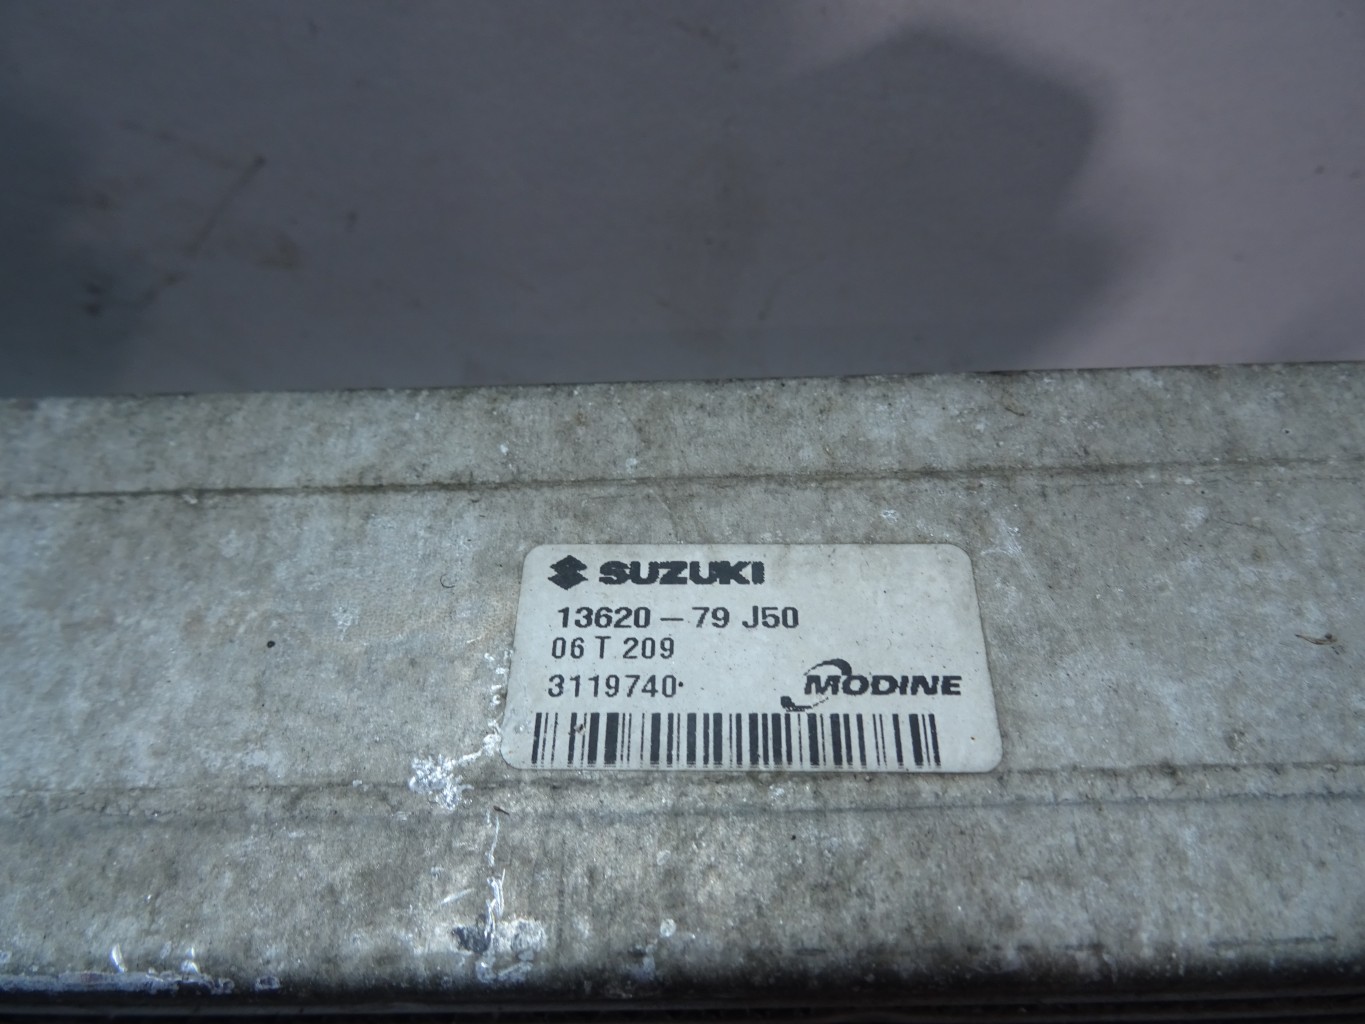 SUZUKI
13620-79 J50
06 T 209
3119740
MODINE